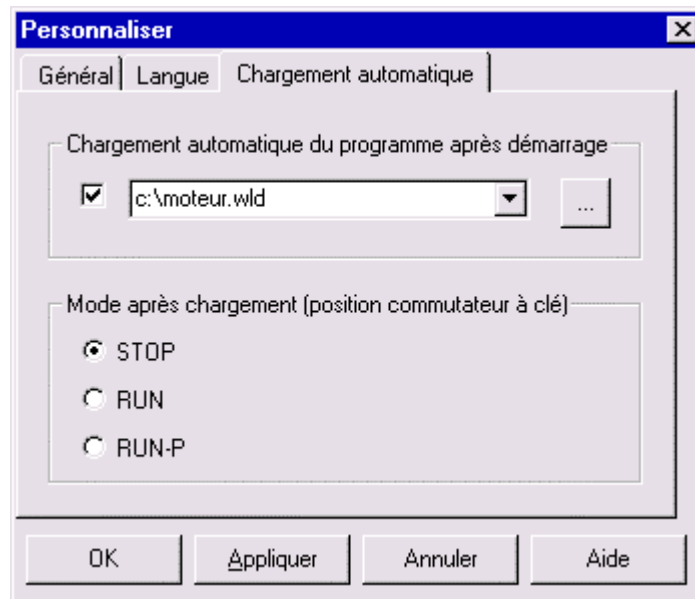 Personnaliser
Général Langue Chargement automatique
Chargement automatique du programme après démarrage
c:\moteur.wld ...
Mode après chargement (position commutateur à clé)
STOP
RUN
RUN-P
OK Appliquer Annuler Aide